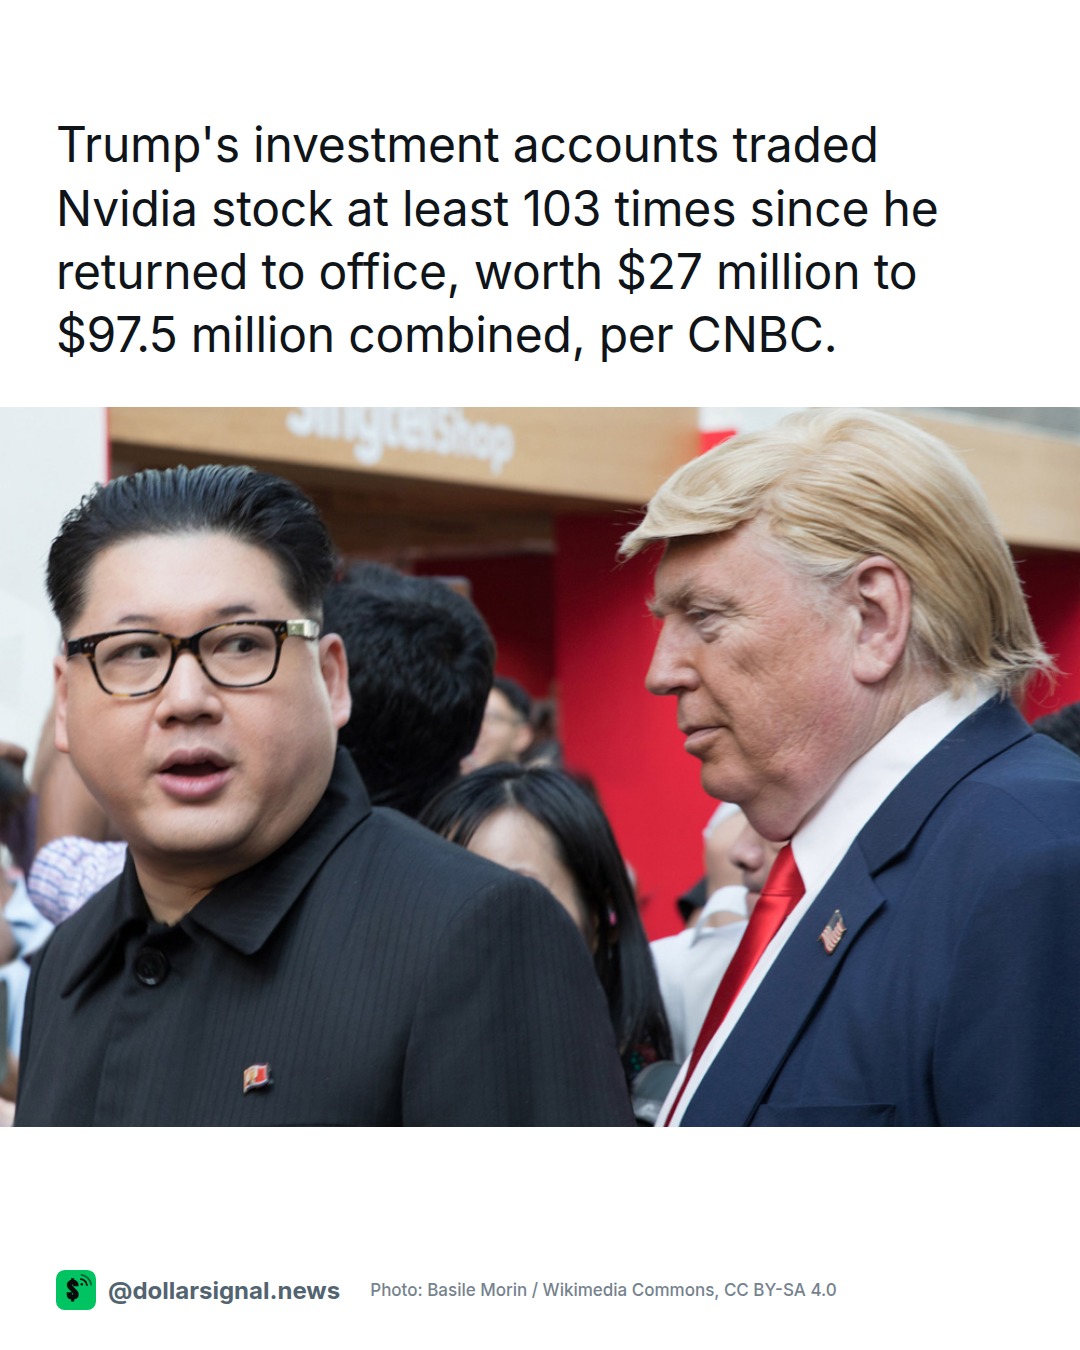 Trump's investment accounts traded
Nvidia stock at least 103 times since he
returned to office, worth $27 million to
$97.5 million combined, per CNBC.
Singtelshop
@dollarsignal.news
Photo: Basile Morin / Wikimedia Commons, CC BY-SA 4.0